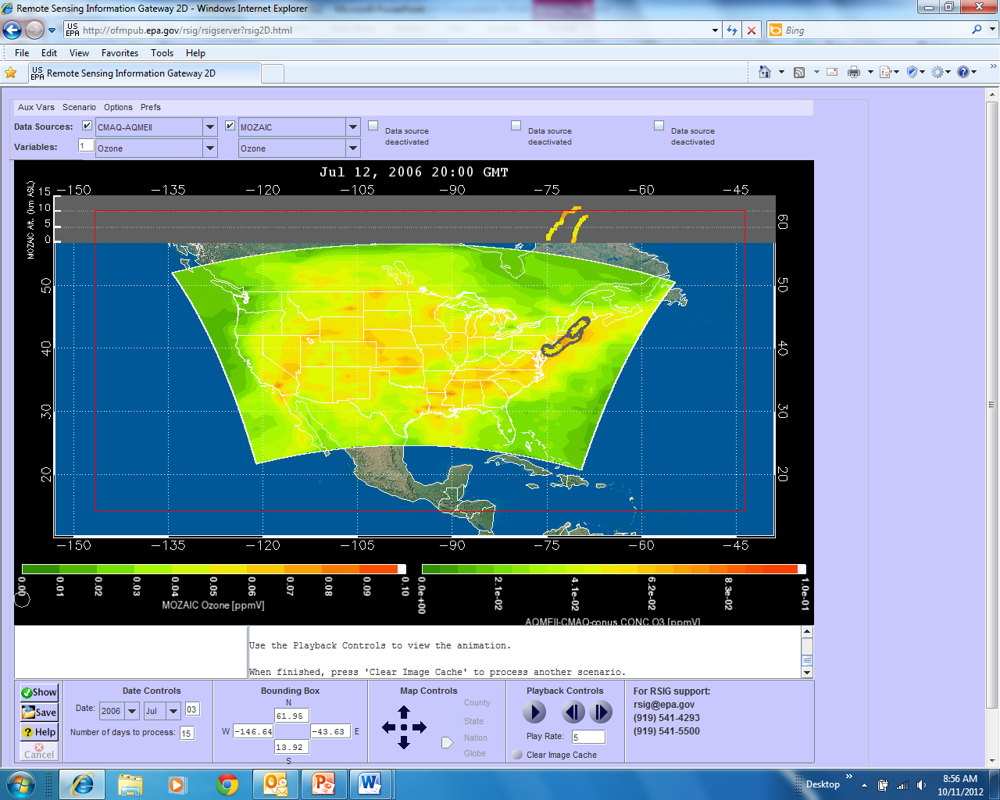 Remote Sensing Information Gateway 2D - Windows Internet Explorer
US EPA http://ofmpub.epa.gov/rsig/rsigserver?rsig2D.html
Bing
File Edit View Favorites Tools Help
US EPA Remote Sensing Information Gateway 2D
Aux Vars Scenario Options Prefs
Data Sources: CMAQ-AQMEII MOZAIC Data source deactivated Data source deactivated Data source deactivated
Variables: 1 Ozone Ozone
Jul 12, 2006 20:00 GMT
−150 −135 −120 −105 −90 −75 −60 −45
MOZAIC Alt. (km ASL)
15
10
5
0
60
50 50
40 40
30 30
20 20
−150 −135 −120 −105 −90 −75 −60 −45
0.00 0.01 0.02 0.03 0.04 0.05 0.06 0.07 0.08 0.09 0.10
MOZAIC Ozone [ppmV]
0.0e+00 2.1e-02 4.1e-02 6.2e-02 8.3e-02 1.0e-01
AQMEII-CMAQ-conus CONC O3 [ppmV]
Use the Playback Controls to view the animation.
When finished, press 'Clear Image Cache' to process another scenario.
Show
Save
Help
Cancel
Date Controls
Date: 2006 Jul 03
Number of days to process: 15
Bounding Box
N
61.95
W -146.64 -43.63 E
13.92
S
Map Controls
County
State
Nation
Globe
Playback Controls
Play Rate: 5
Clear Image Cache
For RSIG support:
rsig@epa.gov
(919) 541-4293
(919) 541-5500
Desktop
8:56 AM
10/11/2012